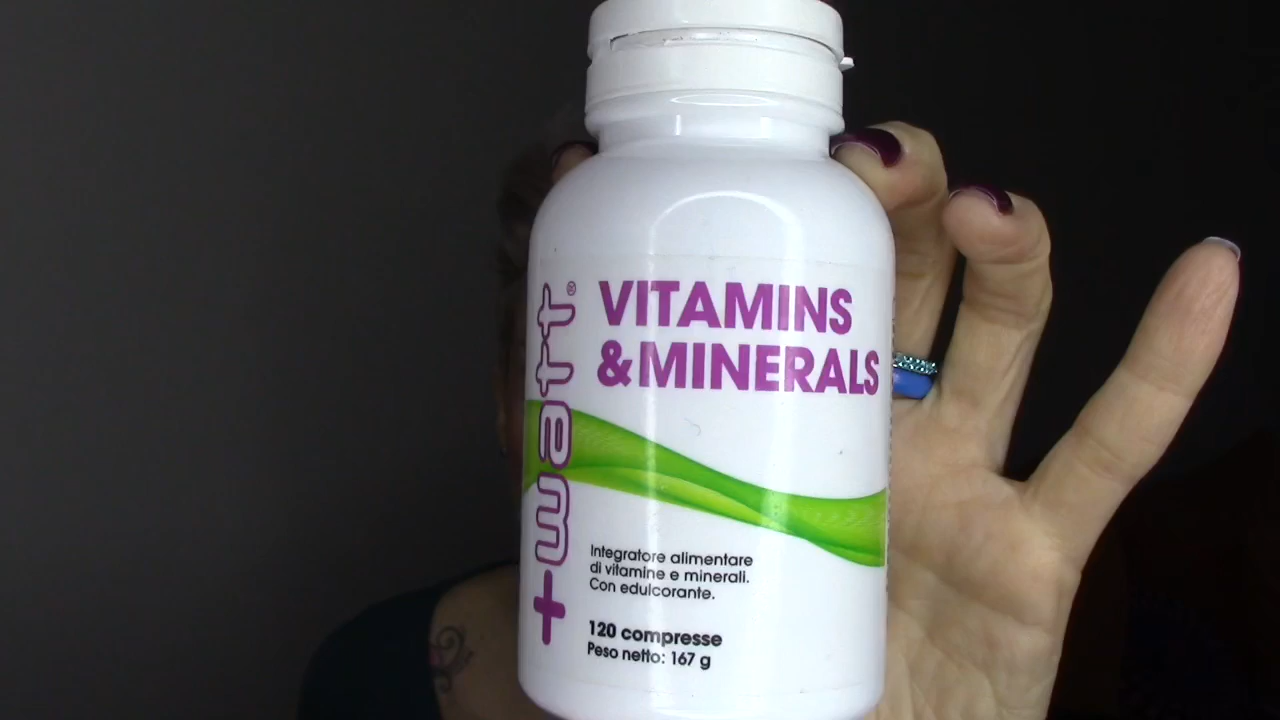 +watt®
VITAMINS
&MINERALS
Integratore alimentare
di vitamine e minerali.
Con edulcorante.
120 compresse
Peso netto: 167 g